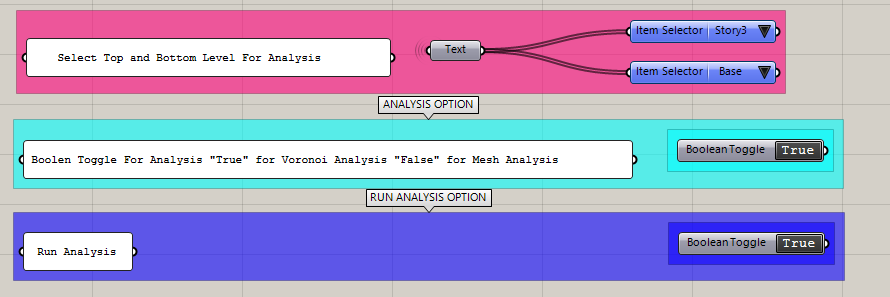 Select Top and Bottom Level For Analysis
Text
Item Selector Story3
Item Selector Base
ANALYSIS OPTION
Boolen Toggle For Analysis "True" for Voronoi Analysis "False" for Mesh Analysis
Boolean Toggle True
RUN ANALYSIS OPTION
Run Analysis
Boolean Toggle True